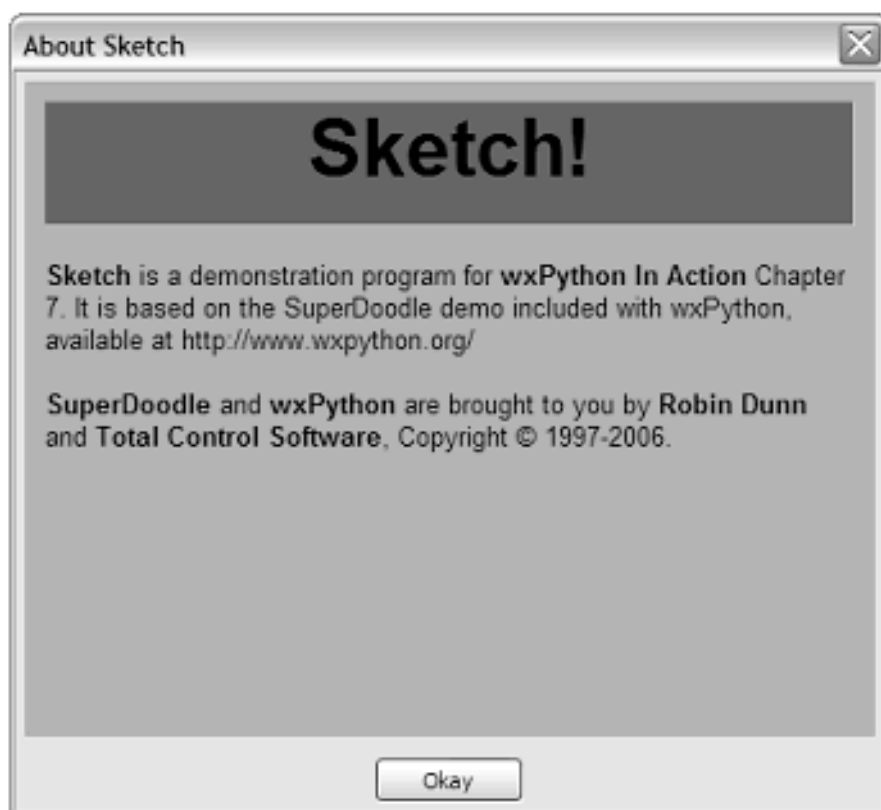 About Sketch
Sketch!
Sketch is a demonstration program for wxPython In Action Chapter
7. It is based on the SuperDoodle demo included with wxPython,
available at http://www.wxpython.org/
SuperDoodle and wxPython are brought to you by Robin Dunn
and Total Control Software, Copyright © 1997-2006.
Okay